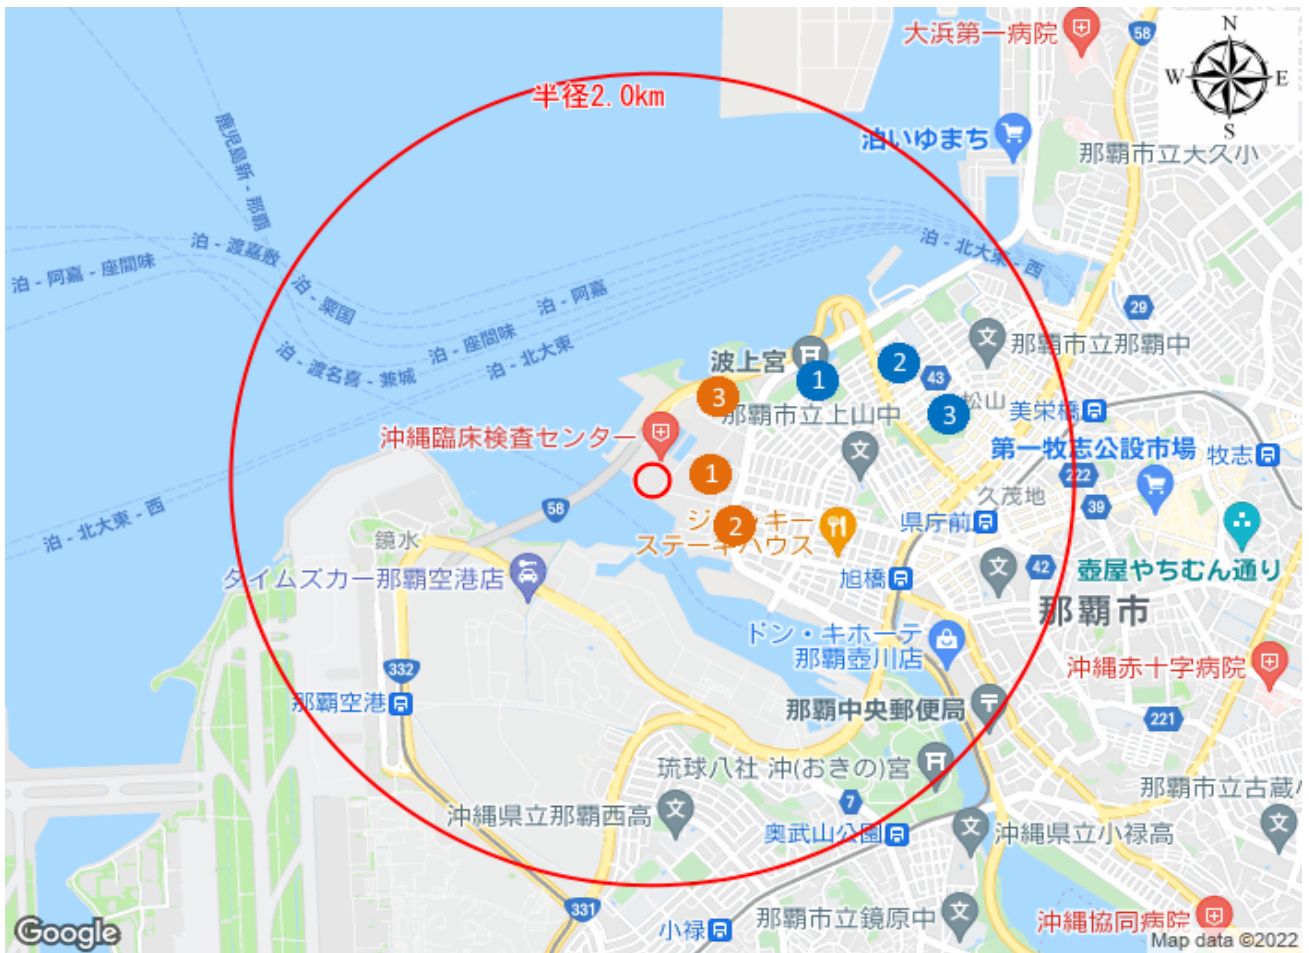 大浜第一病院
58
N
W
E
S
半径2.0km
泊いゆまち
那覇市立天久小
鹿児島新 - 那覇
泊 - 渡嘉敷
泊 - 阿嘉 - 座間味
泊 - 粟国
泊 - 阿嘉
泊 - 北大東 - 西
29
泊 - 座間味
泊 - 渡名喜 - 兼城
泊 - 北大東
波上宮
1
2
43
那覇市立那覇中
3
那覇市立上山中
3
松山
美栄橋
沖縄臨床検査センター
第一牧志公設市場
牧志
1
222
久茂地
39
58
泊 - 北大東 - 西
鏡水
2
ステーキハウス
県庁前
旭橋
42
壺屋やちむん通り
タイムズカー那覇空港店
那覇市
ドン・キホーテ
那覇壺川店
332
沖縄赤十字病院
那覇空港
那覇中央郵便局
221
琉球八社 沖(おきの)宮
沖縄県立那覇西高
7
那覇市立古蔵
奥武山公園
沖縄県立小禄高
331
小禄
那覇市立鏡原中
沖縄協同病院
Google
Map data ©2022